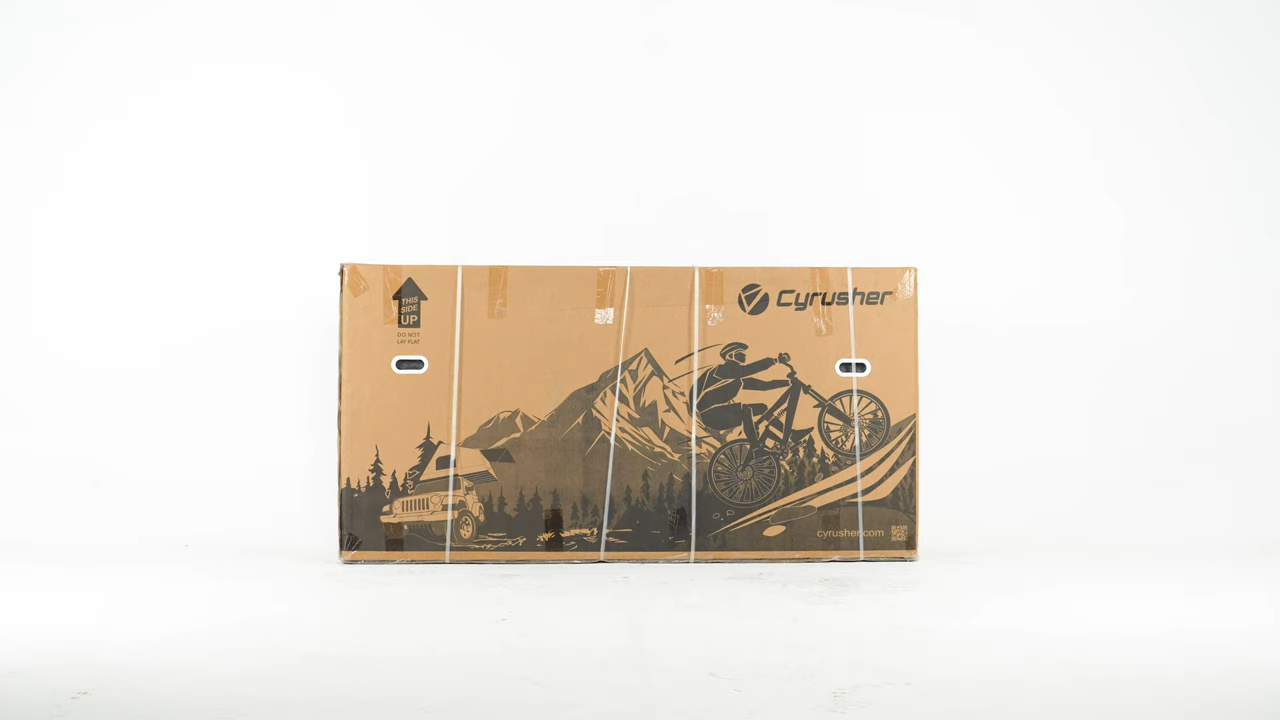 THIS
SIDE
UP
DO NOT
LAY FLAT
Cyrusher
cyrusher.com